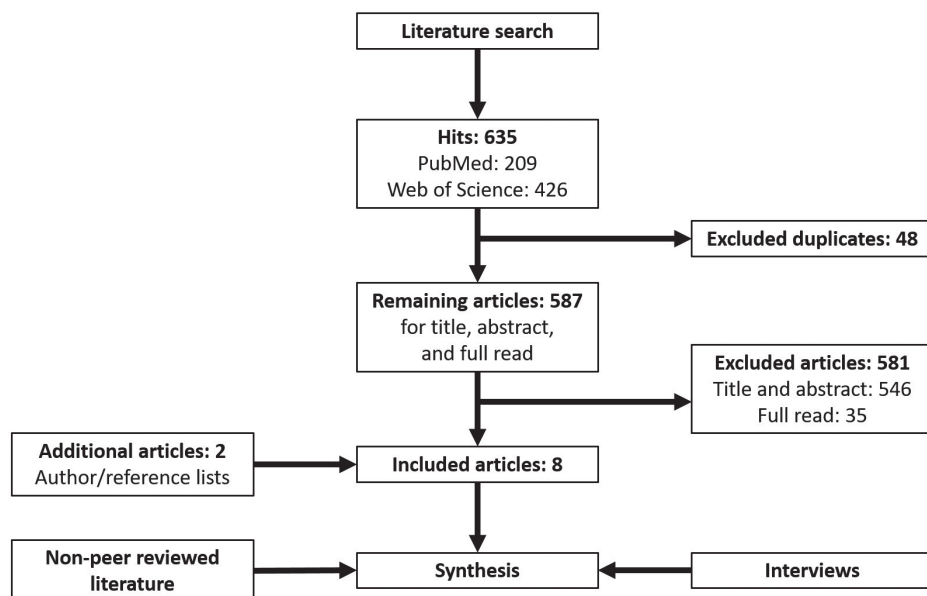 Literature search
Hits: 635
PubMed: 209
Web of Science: 426
Excluded duplicates: 48
Remaining articles: 587
for title, abstract,
and full read
Excluded articles: 581
Title and abstract: 546
Full read: 35
Additional articles: 2
Author/reference lists
Included articles: 8
Non-peer reviewed
literature
Synthesis
Interviews